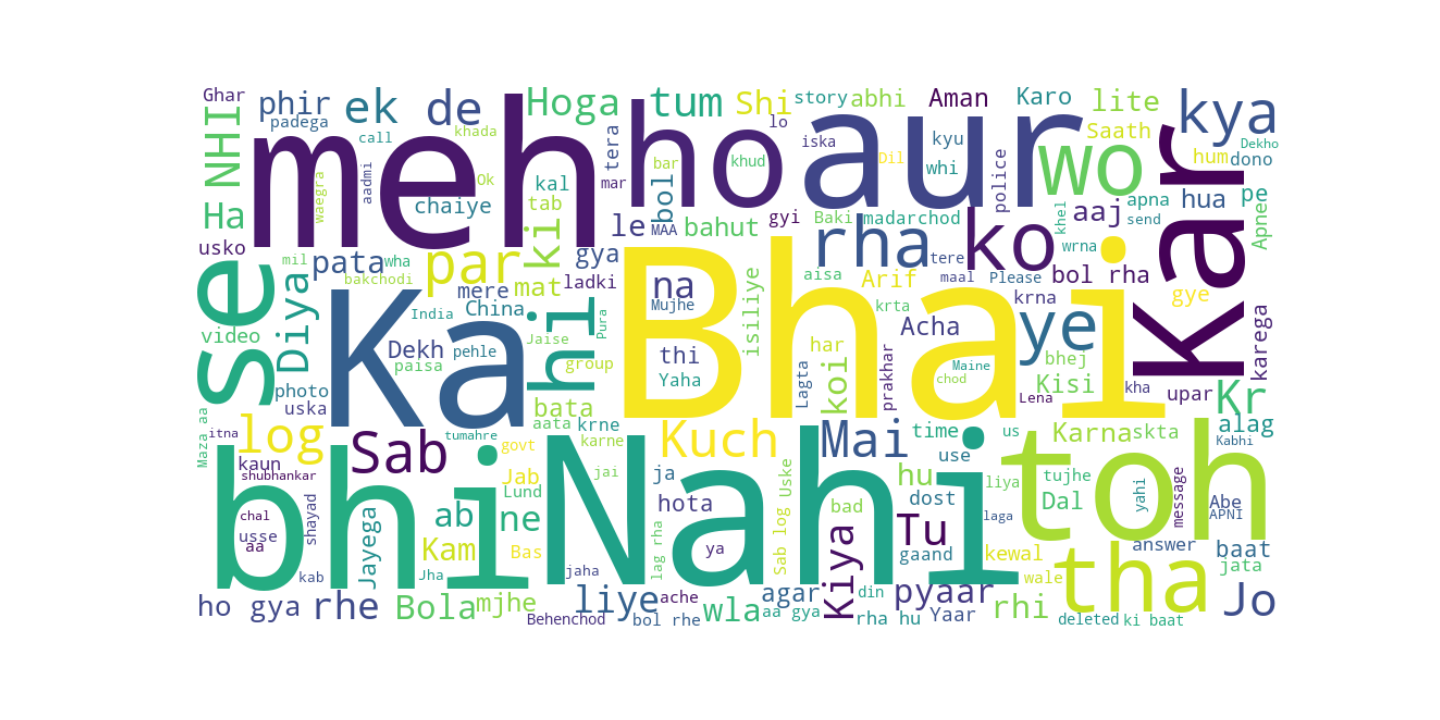 Ghar
phir
ek
de
Hoga
tum
Shi
story
abhi
Aman
Karo
lite
kya
padega
call
khada
NHI
meh
ho
aur
lo
iska
kyu
Saath
Dekho
tera
bar
khud
Dil
whi
wo
hum
dono
waegra
aadmi
Ok
kal
mar
bol
police
Kar
Ha
chaiye
tab
le
MAA
bahut
gyi
Baki
madarchod
khel
aaj
apna
send
hua
pe
Apne
usko
mil
wha
pata
par
ki
gya
rha
ko
tere
wrna
bakchodi
mere
mat
ladki
na
Mujhe
isiliye
aisa
Arif
maal
Please
bol rha
gye
se
Diya
India
China
Ka
hi
Pura
Bhai
krta
krna
ye
video
Dekh
pehle
Jaise
thi
har
Acha
bhej
karega
paisa
group
Yaha
Lagta
koi
prakhar
Maine
chod
Kisi
kha
upar
Kr
photo
uska
bata
Lena
Maza aa
itna
log
Sab
tumahre
aata
krne
Kuch
Mai
time
us
Karna
skta
alag
Kabhi
kaun
shubhankar
govt
karne
use
bhi
Jab
Nahi
jai
ja
Uske
hu
liya
toh
tujhe
yahi
message
Lund
hota
bad
dost
Dal
Abe
APNI
chal
shayad
ab
ne
Tu
laga
usse
aa
Jayega
Kam
Bas
lag rha
ya
Sab log
Kiya
gaand
kewal
answer
baat
kab
Jha
jaha
wale
tha
jata
ho gya
rhe
Bola
mjhe
liye
ache
wla
agar
din
pyaar
rhi
Jo
Behenchod
bol rhe
aa gya
rha hu
Yaar
deleted
ki baat